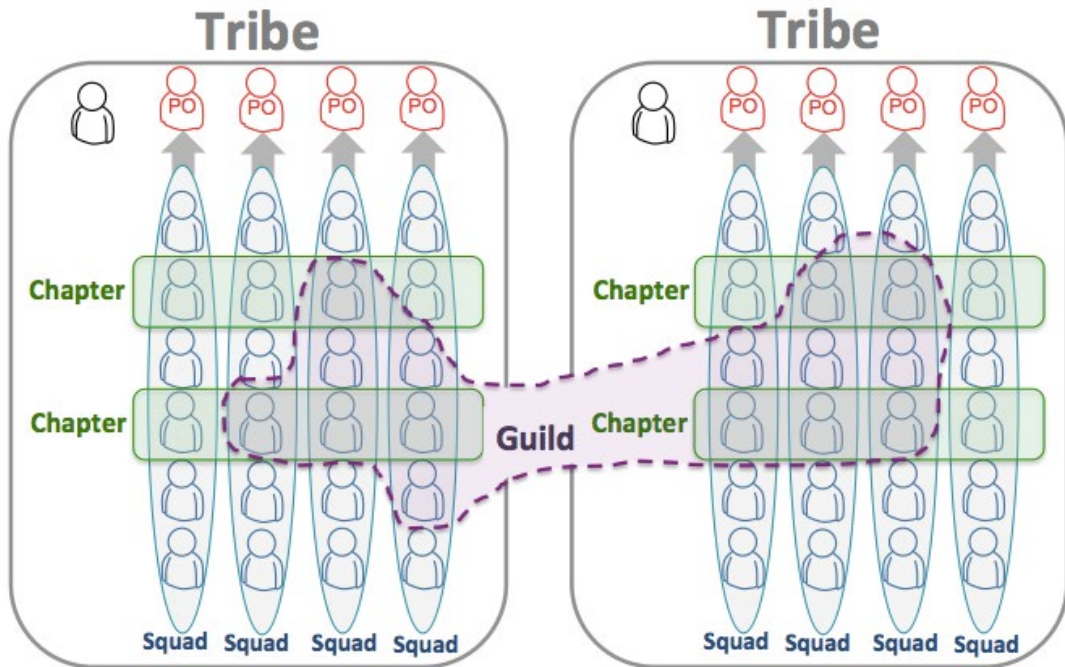 Tribe Tribe
PO PO PO PO PO PO PO PO
Chapter Chapter
Chapter Guild Chapter
Squad Squad Squad Squad Squad Squad Squad Squad